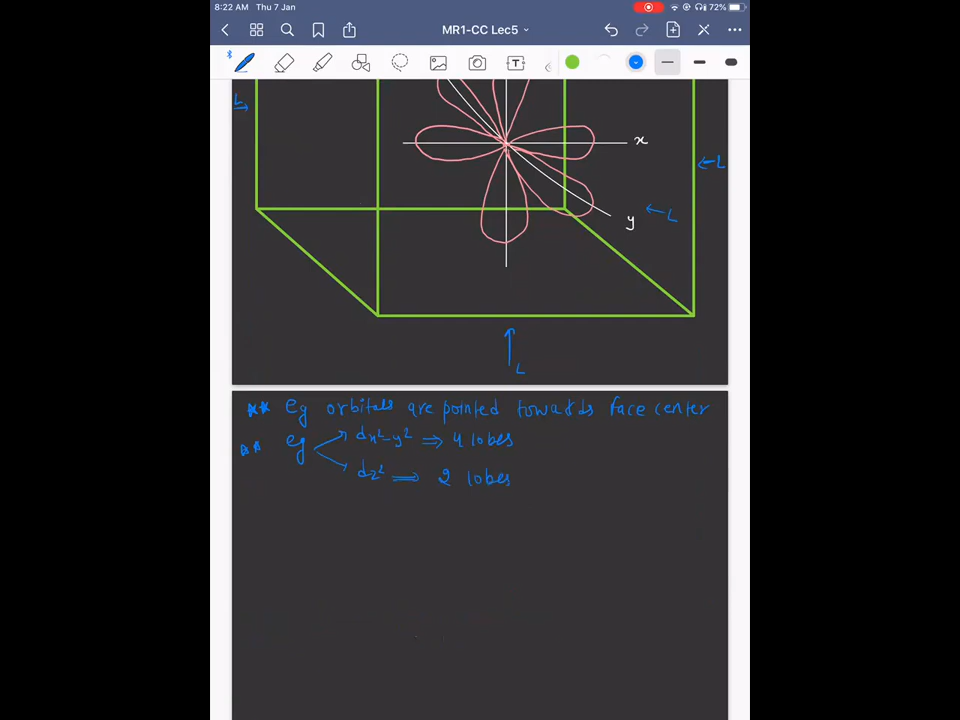 8:22 AM Thu 7 Jan
72%
MR1-CC Lec5
T
L
x
L
y
L
L
** eg orbitals are pointed towards face center
** eg
dx²-y² ⇒ 4 lobes
dz² ⇒ 2 lobes